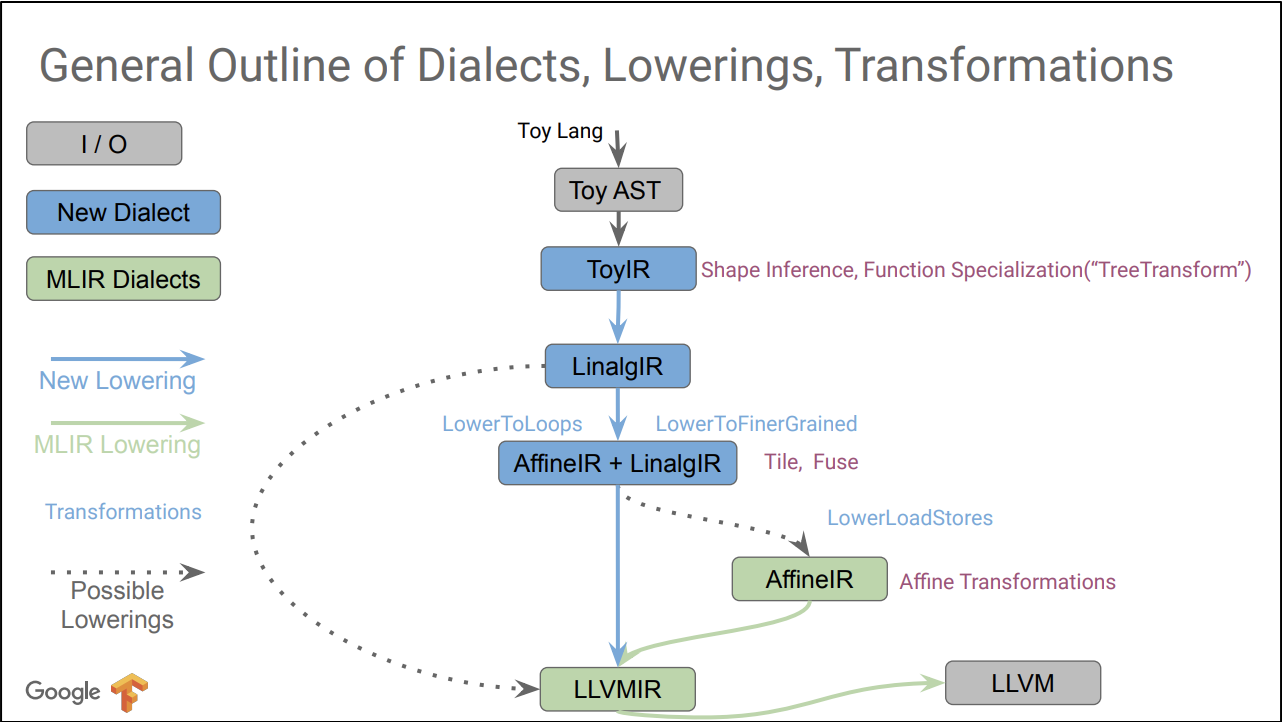 General Outline of Dialects, Lowerings, Transformations
I / O
New Dialect
MLIR Dialects
New Lowering
MLIR Lowering
Transformations
Possible
Lowerings
Toy Lang
Toy AST
ToyIR
Shape Inference, Function Specialization(“TreeTransform”)
LinalgIR
LowerToLoops
LowerToFinerGrained
AffineIR + LinalgIR
Tile, Fuse
LowerLoadStores
AffineIR
Affine Transformations
LLVMIR
LLVM
Google